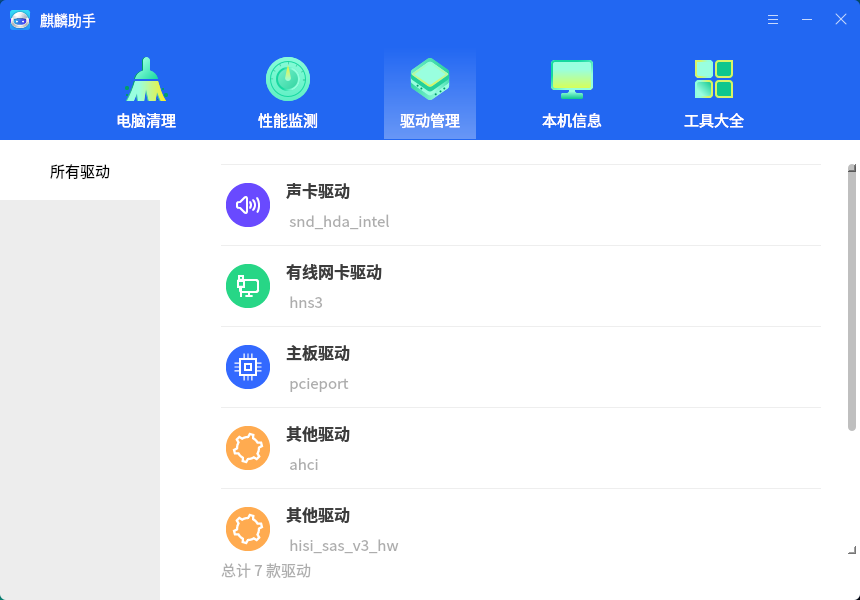 麒麟助手
电脑清理
性能监测
驱动管理
本机信息
工具大全
所有驱动
声卡驱动
snd_hda_intel
有线网卡驱动
hns3
主板驱动
pcieport
其他驱动
ahci
其他驱动
hisi_sas_v3_hw
总计 7 款驱动